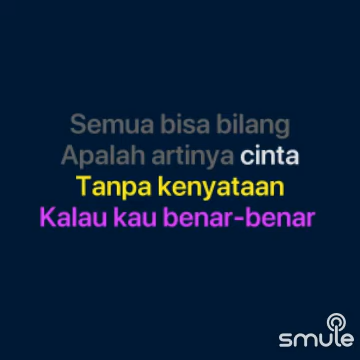 Semua bisa bilang
Apalah artinya cinta
Tanpa kenyataan
Kalau kau benar-benar
smule